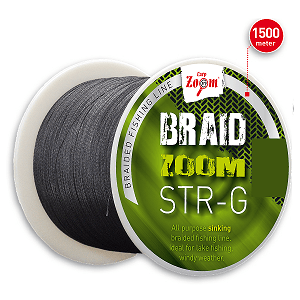 1500
meter
Carp
Zoom
BRAIDED FISHING LINE
BRAID
ZOOM
STR-G
All purpose sinking
braided fishing line,
ideal for lake fishing,
windy weather.